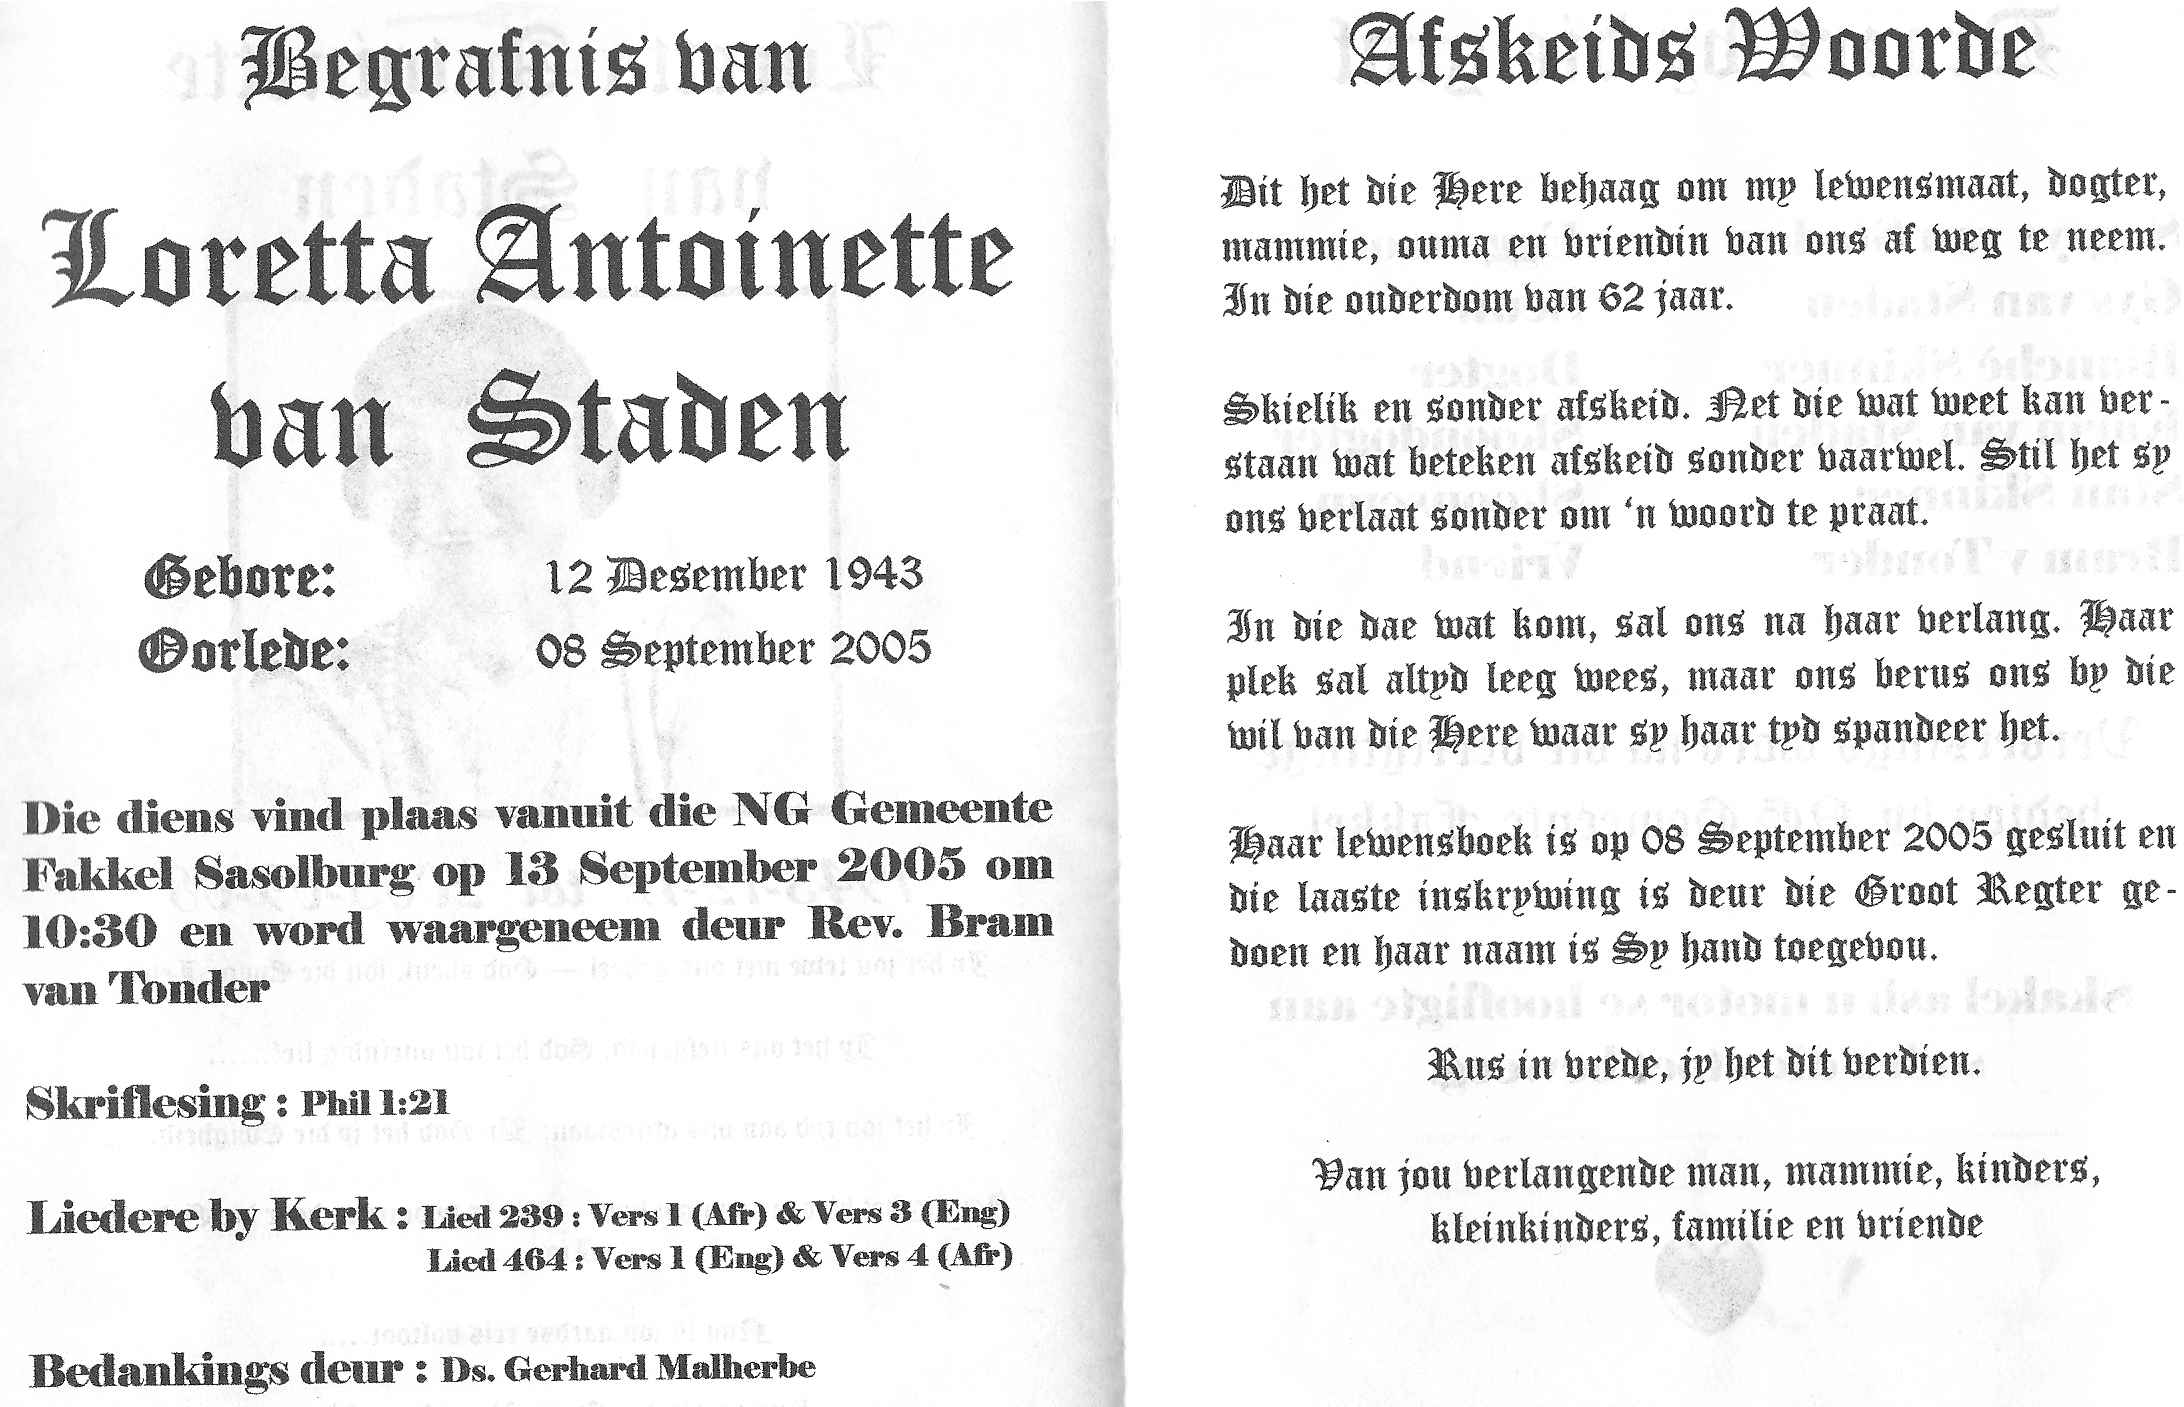 Begrafnis van
Loretta Antoinette
van Staden
Gebore: 12 Desember 1943
Oorlede: 08 September 2005
Die diens vind plaas vanuit die NG Gemeente
Fakkel Sasolburg op 13 September 2005 om
10:30 en word waargeneem deur Rev. Bram
van Tonder
Skriflesing : Phil 1:21
Liedere by Kerk : Lied 239 : Vers 1 (Afr) & Vers 3 (Eng)
Lied 464 : Vers 1 (Eng) & Vers 4 (Afr)
Bedankings deur : Ds. Gerhard Malherbe
Afskeids Woorde
Dit het die Here behaag om my lewensmaat, dogter,
mammie, ouma en vriendin van ons af weg te neem.
In die ouderdom van 62 jaar.
Skielik en sonder afskeid. Net die wat weet kan ver-
staan wat beteken afskeid sonder vaarwel. Stil het sy
ons verlaat sonder om 'n woord te praat.
In die dae wat kom, sal ons na haar verlang. Haar
plek sal altyd leeg wees, maar ons berus ons by die
wil van die Here waar sy haar tyd spandeer het.
Haar lewensboek is op 08 September 2005 gesluit en
die laaste inskrywing is deur die Groot Regter ge-
doen en haar naam is Sy hand toegevou.
Rus in vrede, jy het dit verdien.
Van jou verlangende man, mammie, kinders,
kleinkinders, familie en vriende